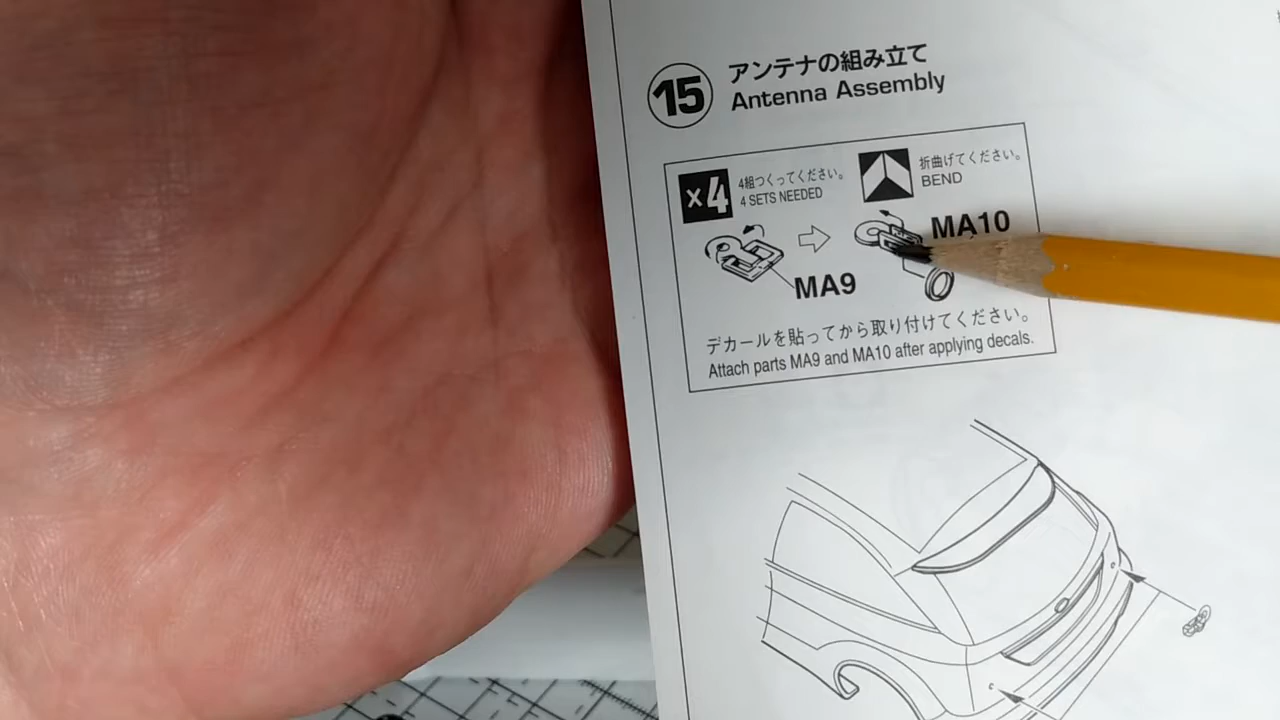 15
アンテナの組み立て
Antenna Assembly
×4
4組つくってください。
4 SETS NEEDED
折曲げてください。
BEND
MA9
MA10
デカールを貼ってから取り付けてください。
Attach parts MA9 and MA10 after applying decals.